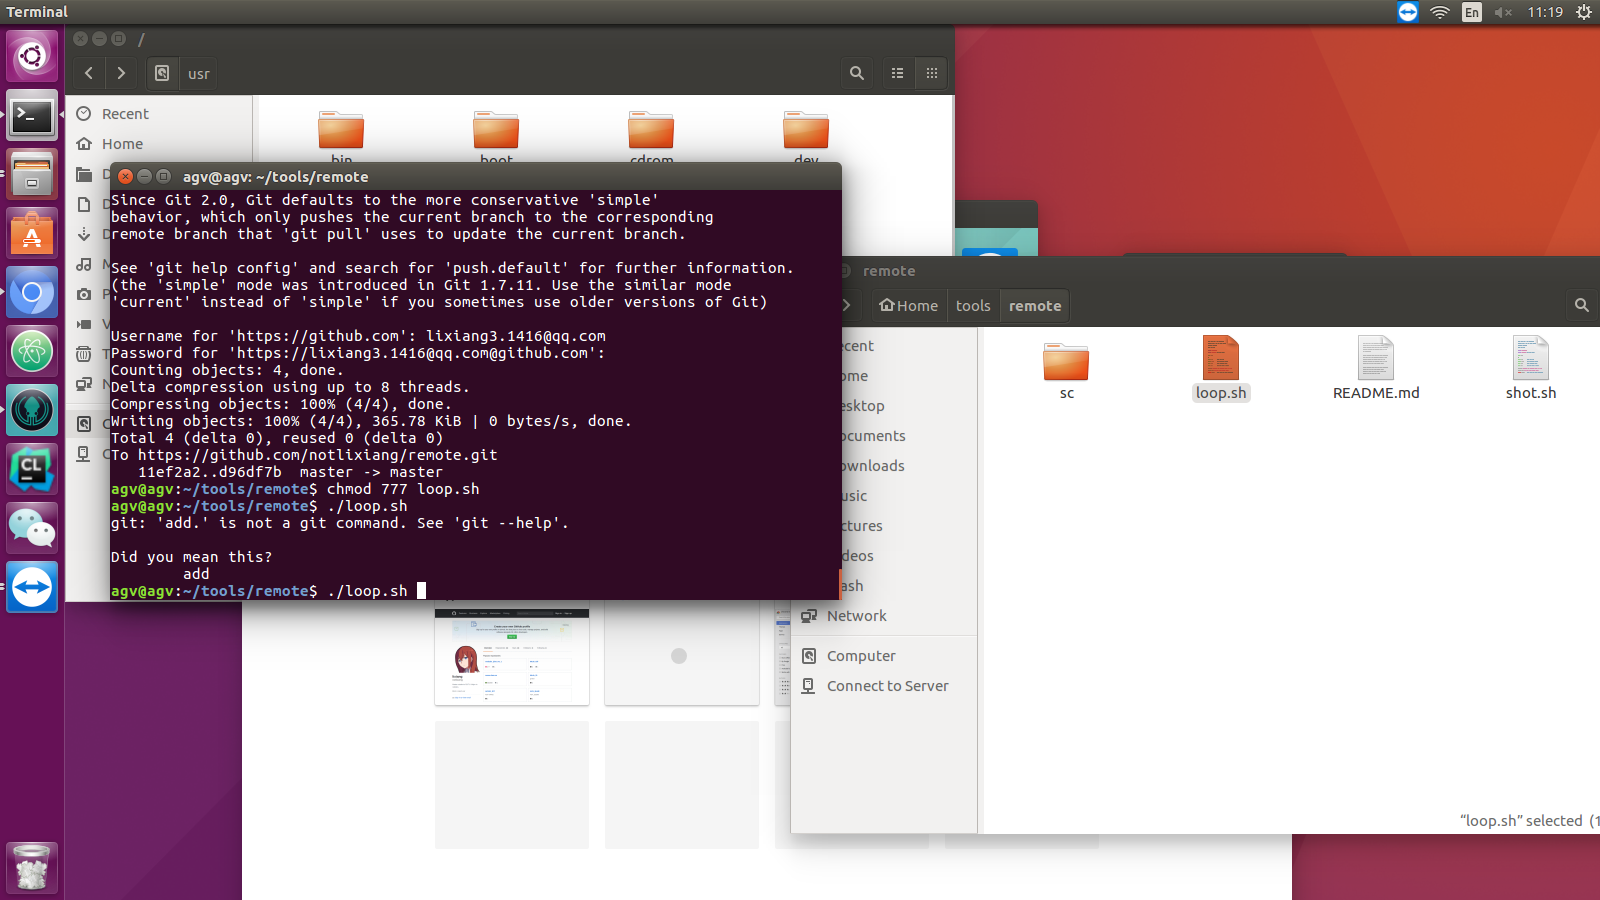 Terminal
En
11:19
/
usr
Recent
Home
bin
boot
cdrom
dev
agv@agv: ~/tools/remote
Since Git 2.0, Git defaults to the more conservative 'simple'
behavior, which only pushes the current branch to the corresponding
remote branch that 'git pull' uses to update the current branch.
See 'git help config' and search for 'push.default' for further information.
(the 'simple' mode was introduced in Git 1.7.11. Use the similar mode
'current' instead of 'simple' if you sometimes use older versions of Git)
Username for 'https://github.com': lixiang3.1416@qq.com
Password for 'https://lixiang3.1416@qq.com@github.com':
Counting objects: 4, done.
Delta compression using up to 8 threads.
Compressing objects: 100% (4/4), done.
Writing objects: 100% (4/4), 365.78 KiB | 0 bytes/s, done.
Total 4 (delta 0), reused 0 (delta 0)
To https://github.com/notlixiang/remote.git
11ef2a2..d96df7b  master -> master
agv@agv:~/tools/remote$ chmod 777 loop.sh
agv@agv:~/tools/remote$ ./loop.sh
git: 'add.' is not a git command. See 'git --help'.
Did you mean this?
add
agv@agv:~/tools/remote$ ./loop.sh
remote
Home
tools
remote
ecent
ome
esktop
ocuments
ownloads
usic
ctures
deos
ash
Network
Computer
Connect to Server
sc
loop.sh
README.md
shot.sh
“loop.sh” selected (1